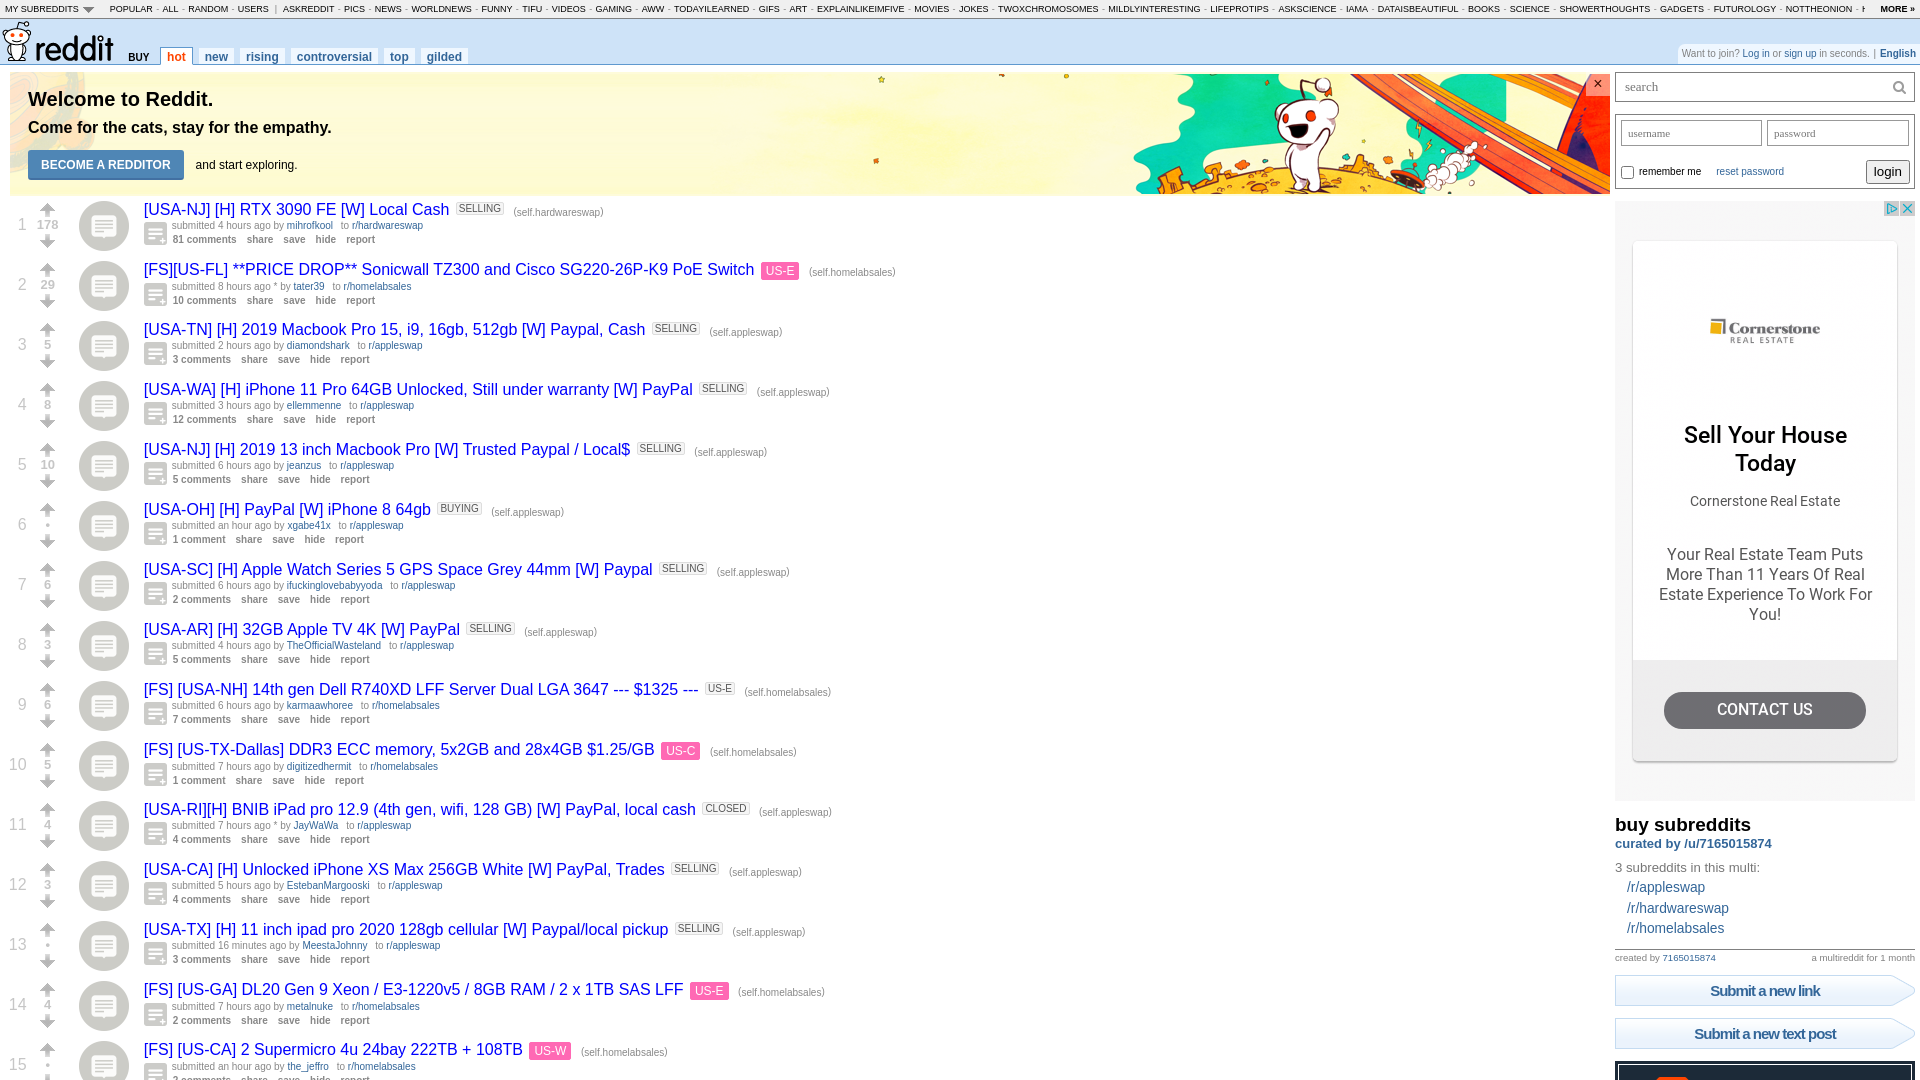 MY SUBREDDITS POPULAR - ALL - RANDOM - USERS | ASKREDDIT - PICS - NEWS - WORLDNEWS - FUNNY - TIFU - VIDEOS - GAMING - AWW - TODAYILEARNED - GIFS - ART - EXPLAINLIKEIMFIVE - MOVIES - JOKES - TWOXCHROMOSOMES - MILDLYINTERESTING - LIFEPROTIPS - ASKSCIENCE - IAMA - DATAISBEAUTIFUL - BOOKS - SCIENCE - SHOWERTHOUGHTS - GADGETS - FUTUROLOGY - NOTTHEONION - MORE »
reddit BUY hot new rising controversial top gilded
Want to join? Log in or sign up in seconds. | English
Welcome to Reddit.
Come for the cats, stay for the empathy.
BECOME A REDDITOR and start exploring.
×
1 178 [USA-NJ] [H] RTX 3090 FE [W] Local Cash SELLING (self.hardwareswap)
submitted 4 hours ago by mihrofkool to r/hardwareswap
81 comments share save hide report
2 29 [FS][US-FL] **PRICE DROP** Sonicwall TZ300 and Cisco SG220-26P-K9 PoE Switch US-E (self.homelabsales)
submitted 8 hours ago * by tater39 to r/homelabsales
10 comments share save hide report
3 5 [USA-TN] [H] 2019 Macbook Pro 15, i9, 16gb, 512gb [W] Paypal, Cash SELLING (self.appleswap)
submitted 2 hours ago by diamondshark to r/appleswap
3 comments share save hide report
4 8 [USA-WA] [H] iPhone 11 Pro 64GB Unlocked, Still under warranty [W] PayPal SELLING (self.appleswap)
submitted 3 hours ago by ellemmenne to r/appleswap
12 comments share save hide report
5 10 [USA-NJ] [H] 2019 13 inch Macbook Pro [W] Trusted Paypal / Local$ SELLING (self.appleswap)
submitted 6 hours ago by jeanzus to r/appleswap
5 comments share save hide report
6 • [USA-OH] [H] PayPal [W] iPhone 8 64gb BUYING (self.appleswap)
submitted an hour ago by xgabe41x to r/appleswap
1 comment share save hide report
7 6 [USA-SC] [H] Apple Watch Series 5 GPS Space Grey 44mm [W] Paypal SELLING (self.appleswap)
submitted 6 hours ago by ifuckinglovebabyyoda to r/appleswap
2 comments share save hide report
8 3 [USA-AR] [H] 32GB Apple TV 4K [W] PayPal SELLING (self.appleswap)
submitted 4 hours ago by TheOfficialWasteland to r/appleswap
5 comments share save hide report
9 6 [FS] [USA-NH] 14th gen Dell R740XD LFF Server Dual LGA 3647 --- $1325 --- US-E (self.homelabsales)
submitted 6 hours ago by karmaawhoree to r/homelabsales
7 comments share save hide report
10 5 [FS] [US-TX-Dallas] DDR3 ECC memory, 5x2GB and 28x4GB $1.25/GB US-C (self.homelabsales)
submitted 7 hours ago by digitizedhermit to r/homelabsales
1 comment share save hide report
11 4 [USA-RI][H] BNIB iPad pro 12.9 (4th gen, wifi, 128 GB) [W] PayPal, local cash CLOSED (self.appleswap)
submitted 7 hours ago * by JayWaWa to r/appleswap
4 comments share save hide report
12 3 [USA-CA] [H] Unlocked iPhone XS Max 256GB White [W] PayPal, Trades SELLING (self.appleswap)
submitted 5 hours ago by EstebanMargooski to r/appleswap
4 comments share save hide report
13 • [USA-TX] [H] 11 inch ipad pro 2020 128gb cellular [W] Paypal/local pickup SELLING (self.appleswap)
submitted 16 minutes ago by MeestaJohnny to r/appleswap
3 comments share save hide report
14 4 [FS] [US-GA] DL20 Gen 9 Xeon / E3-1220v5 / 8GB RAM / 2 x 1TB SAS LFF US-E (self.homelabsales)
submitted 7 hours ago by metalnuke to r/homelabsales
2 comments share save hide report
15 • [FS] [US-CA] 2 Supermicro 4u 24bay 222TB + 108TB US-W (self.homelabsales)
submitted an hour ago by the_jeffro to r/homelabsales
2 comments share save hide report
search
username password
remember me reset password login
Cornerstone
REAL ESTATE
Sell Your House
Today
Cornerstone Real Estate
Your Real Estate Team Puts
More Than 11 Years Of Real
Estate Experience To Work For
You!
CONTACT US
buy subreddits
curated by /u/7165015874
3 subreddits in this multi:
/r/appleswap
/r/hardwareswap
/r/homelabsales
created by 7165015874 a multireddit for 1 month
Submit a new link
Submit a new text post